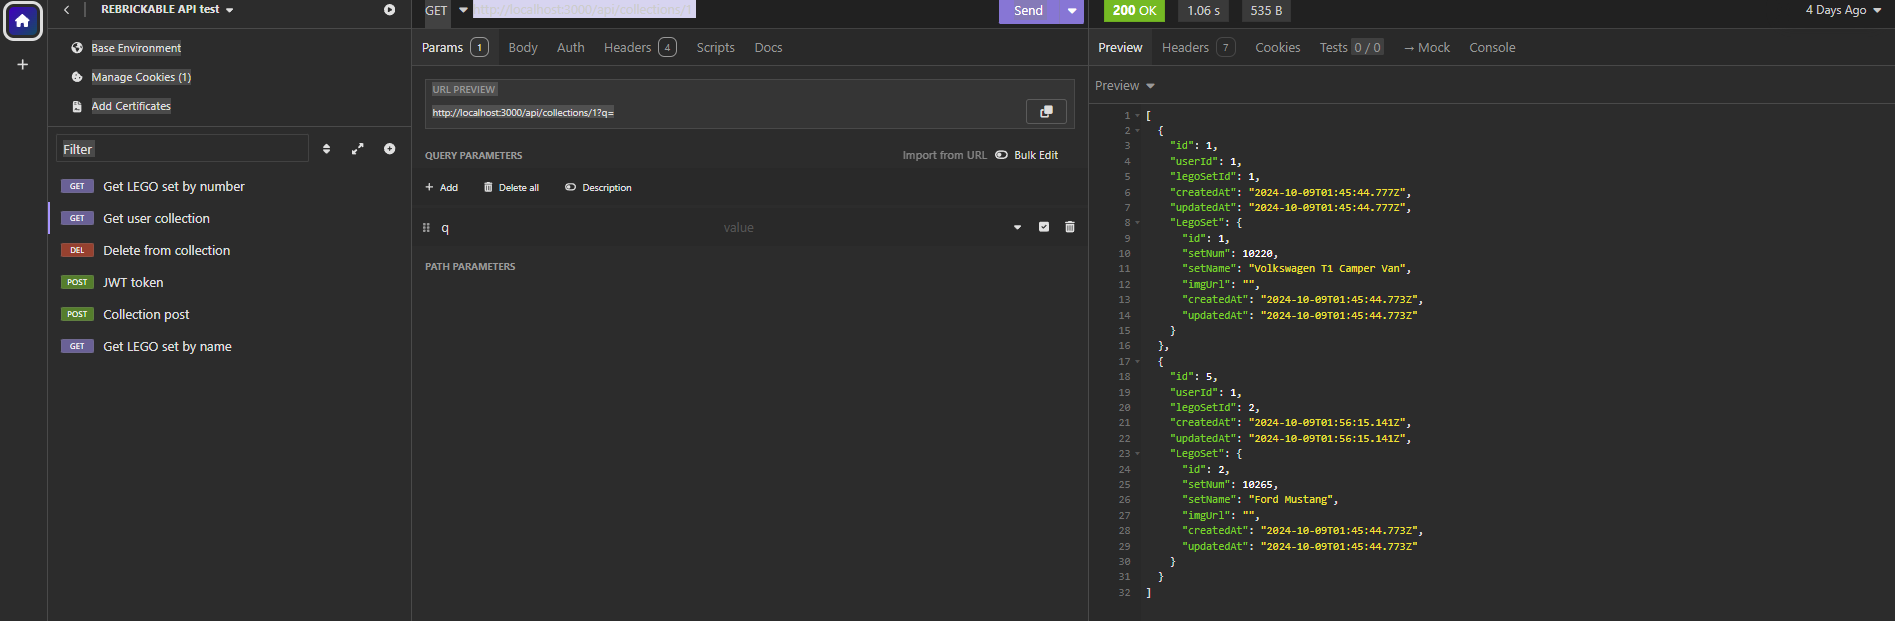 REBRICKABLE API test
Base Environment
Manage Cookies (1)
Add Certificates
Filter
GET Get LEGO set by number
GET Get user collection
DEL Delete from collection
POST JWT token
POST Collection post
GET Get LEGO set by name
GET http://localhost:3000/api/collections/1 Send
Params 1 Body Auth Headers 4 Scripts Docs
URL PREVIEW
http://localhost:3000/api/collections/1?q=
QUERY PARAMETERS Import from URL Bulk Edit
+ Add Delete all Description
q value
PATH PARAMETERS
200 OK 1.06 s 535 B 4 Days Ago
Preview Headers 7 Cookies Tests 0 / 0 → Mock Console
Preview
1 [
2 {
3 "id": 1,
4 "userId": 1,
5 "legoSetId": 1,
6 "createdAt": "2024-10-09T01:45:44.777Z",
7 "updatedAt": "2024-10-09T01:45:44.777Z",
8 "LegoSet": {
9 "id": 1,
10 "setNum": 10220,
11 "setName": "Volkswagen T1 Camper Van",
12 "imgUrl": "",
13 "createdAt": "2024-10-09T01:45:44.773Z",
14 "updatedAt": "2024-10-09T01:45:44.773Z"
15 }
16 },
17 {
18 "id": 5,
19 "userId": 1,
20 "legoSetId": 2,
21 "createdAt": "2024-10-09T01:56:15.141Z",
22 "updatedAt": "2024-10-09T01:56:15.141Z",
23 "LegoSet": {
24 "id": 2,
25 "setNum": 10265,
26 "setName": "Ford Mustang",
27 "imgUrl": "",
28 "createdAt": "2024-10-09T01:45:44.773Z",
29 "updatedAt": "2024-10-09T01:45:44.773Z"
30 }
31 }
32 ]